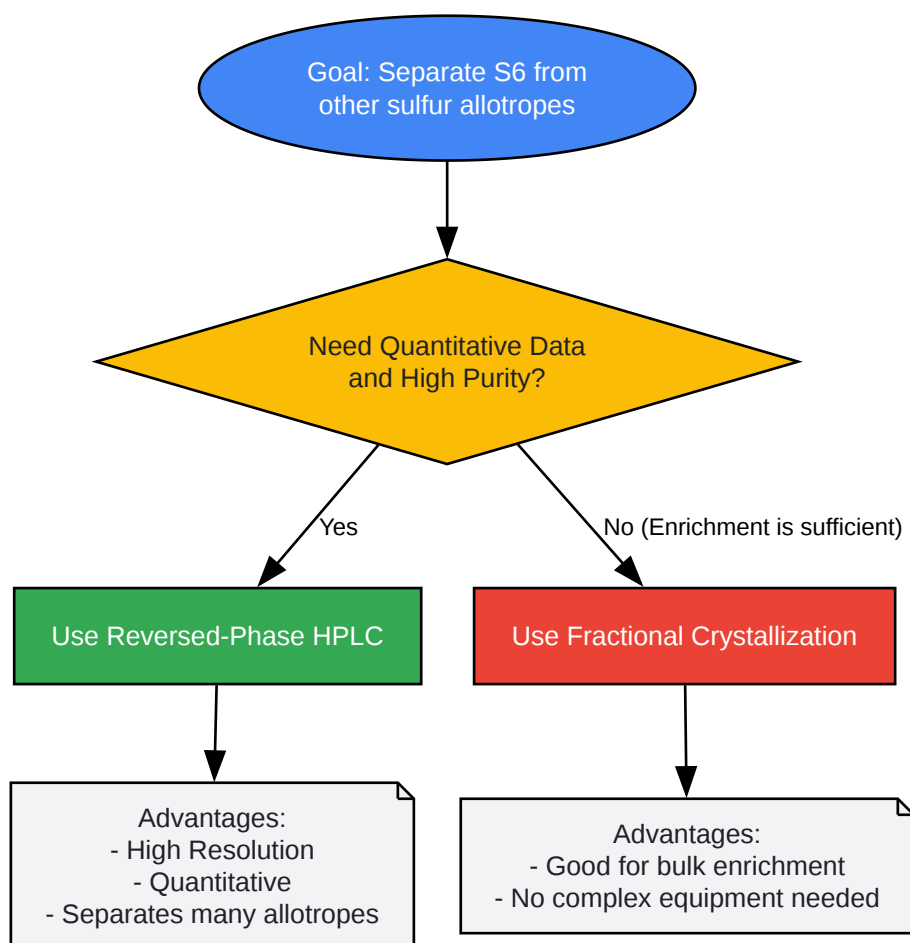 Goal: Separate S6 from
other sulfur allotropes
Need Quantitative Data
and High Purity?
Yes
No (Enrichment is sufficient)
Use Reversed-Phase HPLC
Use Fractional Crystallization
Advantages:
- High Resolution
- Quantitative
- Separates many allotropes
Advantages:
- Good for bulk enrichment
- No complex equipment needed